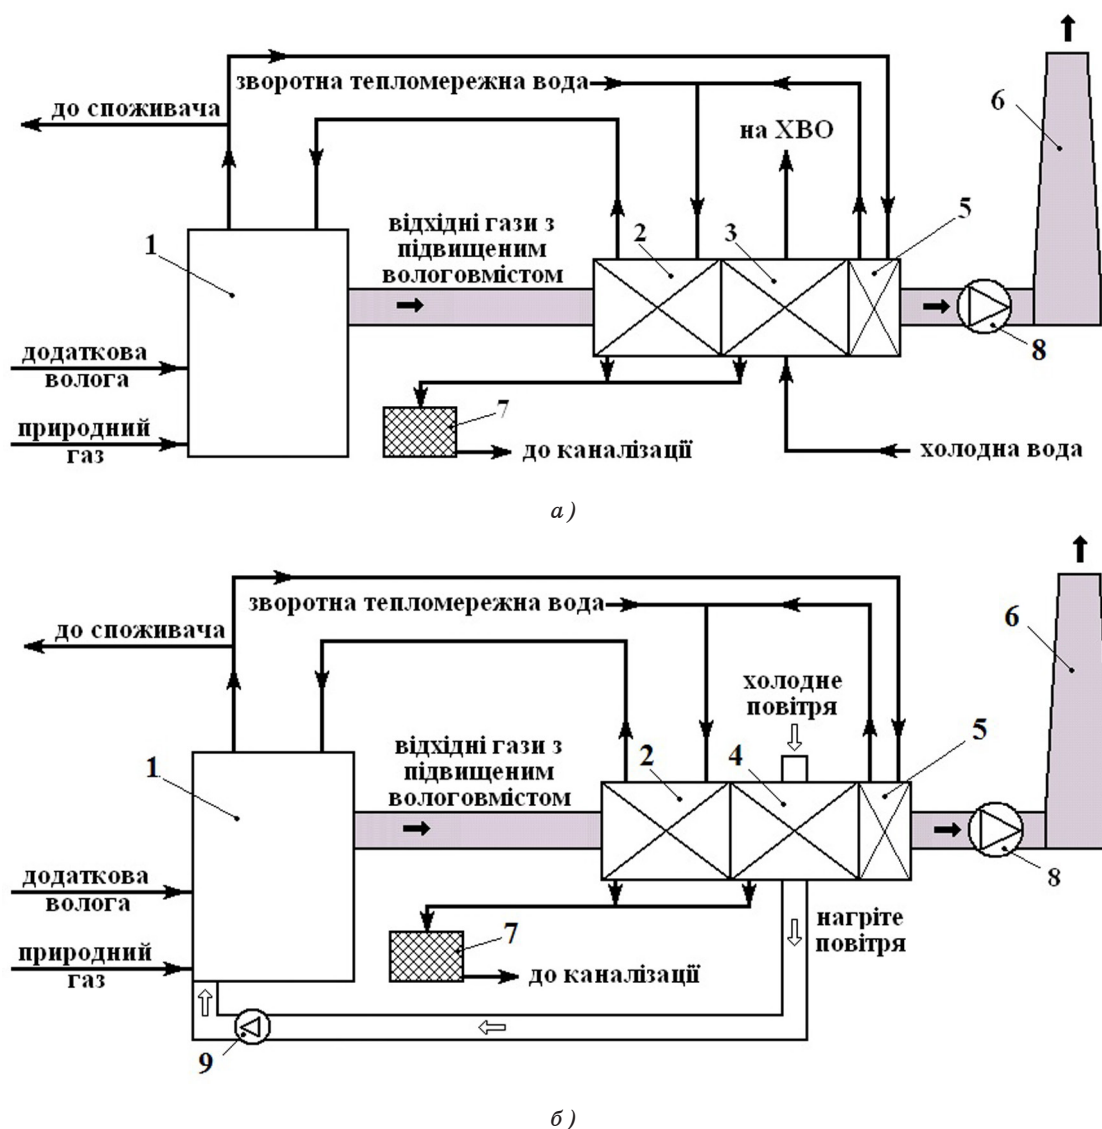 зворотна тепломережна вода
до споживача
на ХВО
6
відхідні гази з
підвищеним
вологовмістом
1
2
3
5
додаткова
волога
8
природний
газ
7
до каналізації
холодна вода
а)
зворотна тепломережна вода
до споживача
6
холодне
повітря
відхідні гази з
підвищеним
вологовмістом
1
2
4
5
додаткова
волога
8
нагріте
повітря
природний
газ
7
до каналізації
9
б)